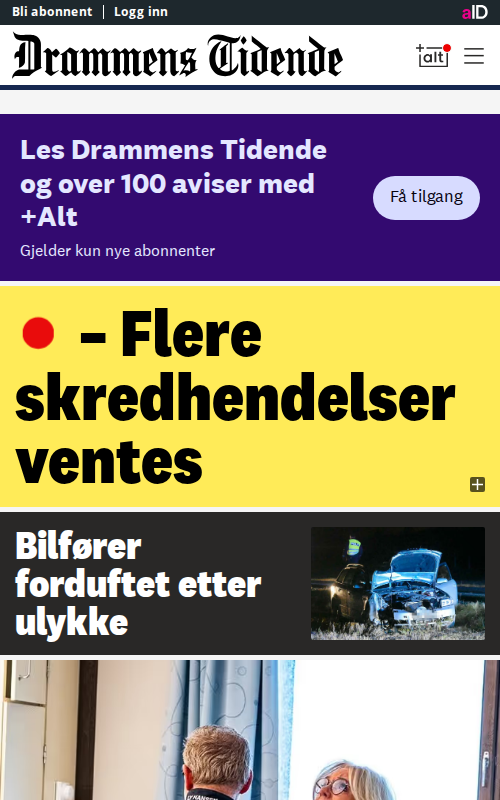 Bli abonnent
Logg inn
aID
Drammens Tidende
+alt
Les Drammens Tidende
og over 100 aviser med
+Alt
Gjelder kun nye abonnenter
Få tilgang
– Flere
skredhendelser
ventes
Bilfører
forduftet etter
ulykke